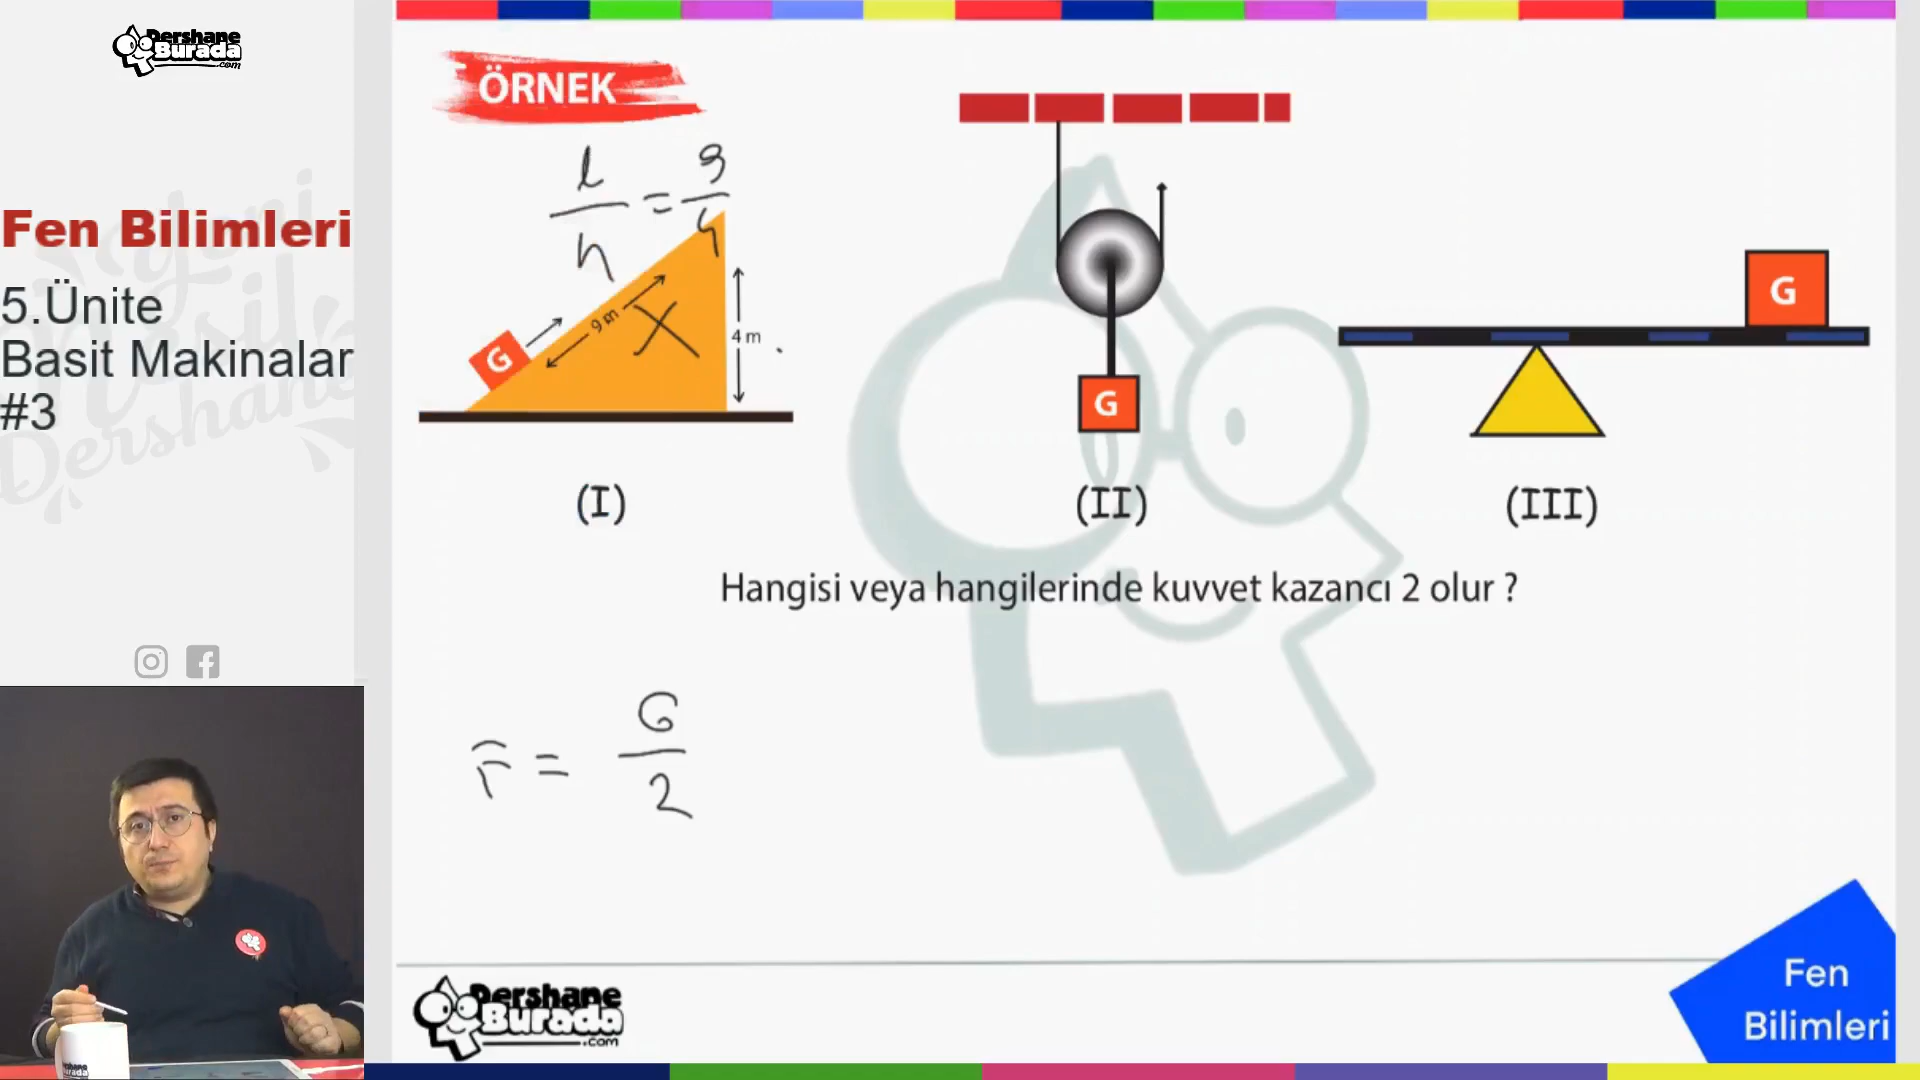 Dershane
Burada
.com
Fen Bilimleri
5.Ünite
Basit Makinalar
#3
ÖRNEK
l/h = 9/4
G
9 m
X
4 m
G
G
(I)
(II)
(III)
Hangisi veya hangilerinde kuvvet kazancı 2 olur ?
F = G/2
Dershane
Burada
.com
Fen
Bilimleri